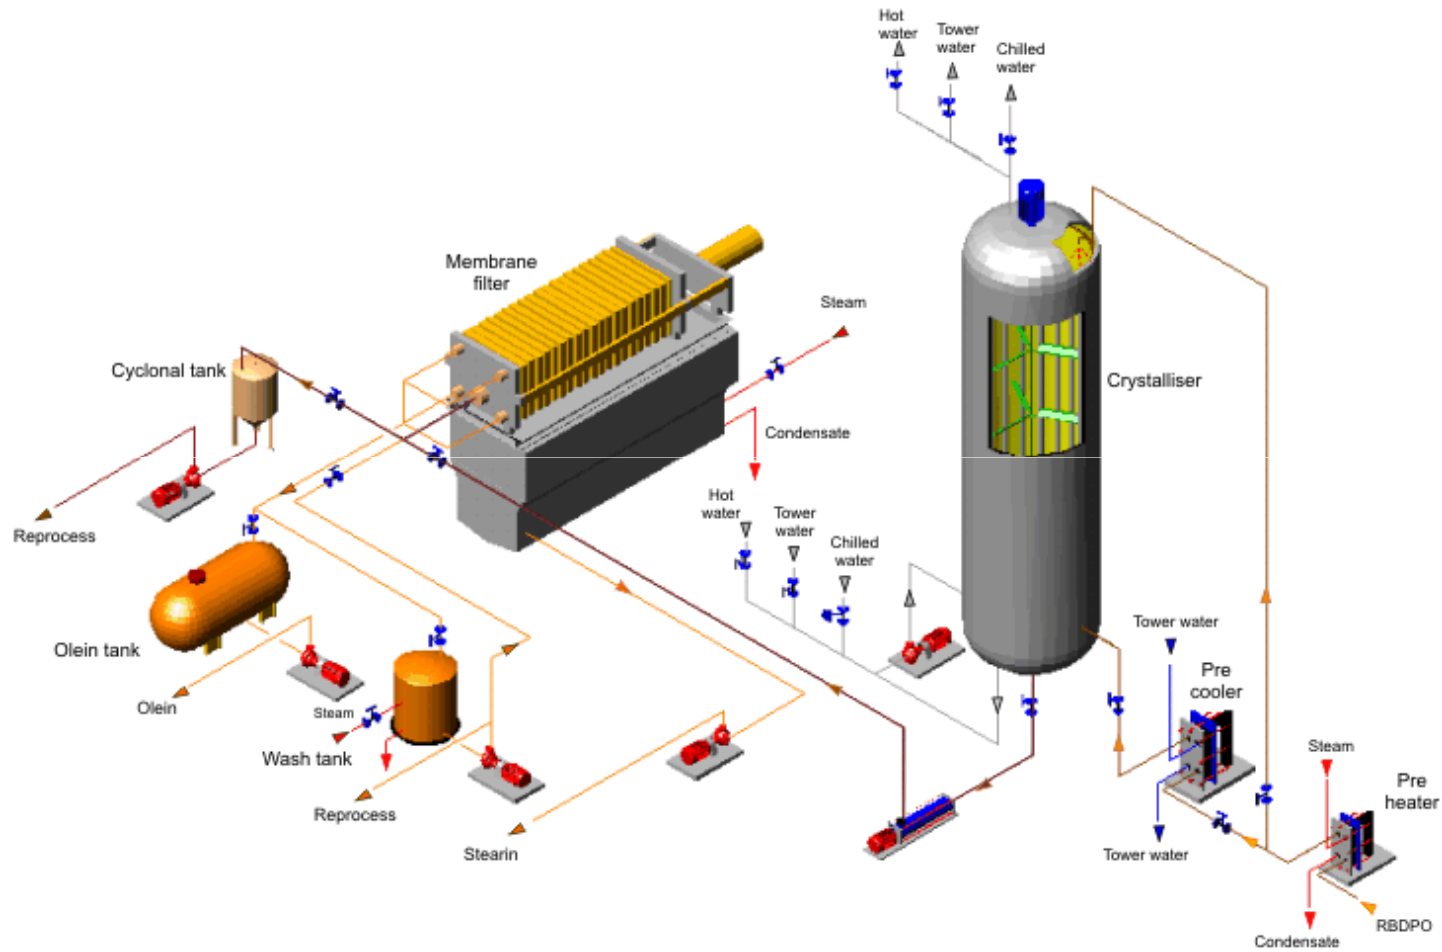 Hot
water
Tower
water
Chilled
water
Membrane
filter
Steam
Cyclonal tank
Crystalliser
Condensate
Hot
water
Tower
water
Chilled
water
Reprocess
Tower water
Olein tank
Pre
cooler
Olein
Steam
Wash tank
Steam
Pre
heater
Reprocess
Stearin
Tower water
RBDPO
Condensate